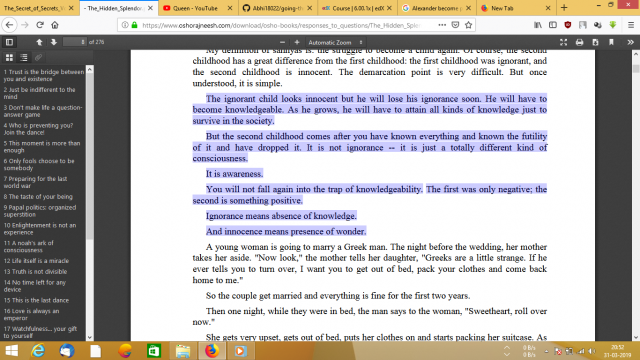 The_Secret_of_Secrets_V
- The_Hidden_Splendo
Queen - YouTube
Abhi18022/going-th
Course | 6.00.1x | edX
Alexander become p
New Tab
www.oshorajneesh.com/download/osho-books/responses_to_questions/The_Hidden_Splen
Search
8 of 276
Automatic Zoom
1 Trust is the bridge between
you and existence
2 Just be indifferent to the
mind
3 Don't make life a question-
answer game
4 Who is preventing you?
Join the dance!
5 This moment is more than
enough
6 Only fools choose to be
somebody
7 Preparing for the last
world war
8 The taste of your being
9 Papal politics: organized
superstition
10 Enlightenment is not an
experience
11 A noah's ark of
consciousness
12 Life itself is a miracle
13 Truth is not divisible
14 No time left for any
device
15 This is the last dance
16 Love is always an
emperor
17 Watchfulness... your gift
to yourself
My definition of sannyas is: the struggle to become a child again. Of course, the second
childhood has a great difference from the first childhood: the first childhood was ignorant, and
the second childhood is innocent. The demarcation point is very difficult. But once
understood, it is simple.
The ignorant child looks innocent but he will lose his ignorance soon. He will have to
become knowledgeable. As he grows, he will have to attain all kinds of knowledge just to
survive in the society.
But the second childhood comes after you have known everything and known the futility
of it and have dropped it. It is not ignorance -- it is just a totally different kind of
consciousness.
It is awareness.
You will not fall again into the trap of knowledgeability. The first was only negative; the
second is something positive.
Ignorance means absence of knowledge.
And innocence means presence of wonder.
A young woman is going to marry a Greek man. The night before the wedding, her mother
takes her aside. "Now look," the mother tells her daughter, "Greeks are a little strange. If he
ever tells you to turn over, I want you to get out of bed, pack your clothes and come back
home to me."
So the couple get married and everything is fine for the first two years.
Then one night, while they were in bed, the man says to the woman, "Sweetheart, roll over
now."
She gets very upset, gets out of bed, puts her clothes on and starts packing her suitcase. As
0 B/s
0 B/s
20:52
31-03-2019